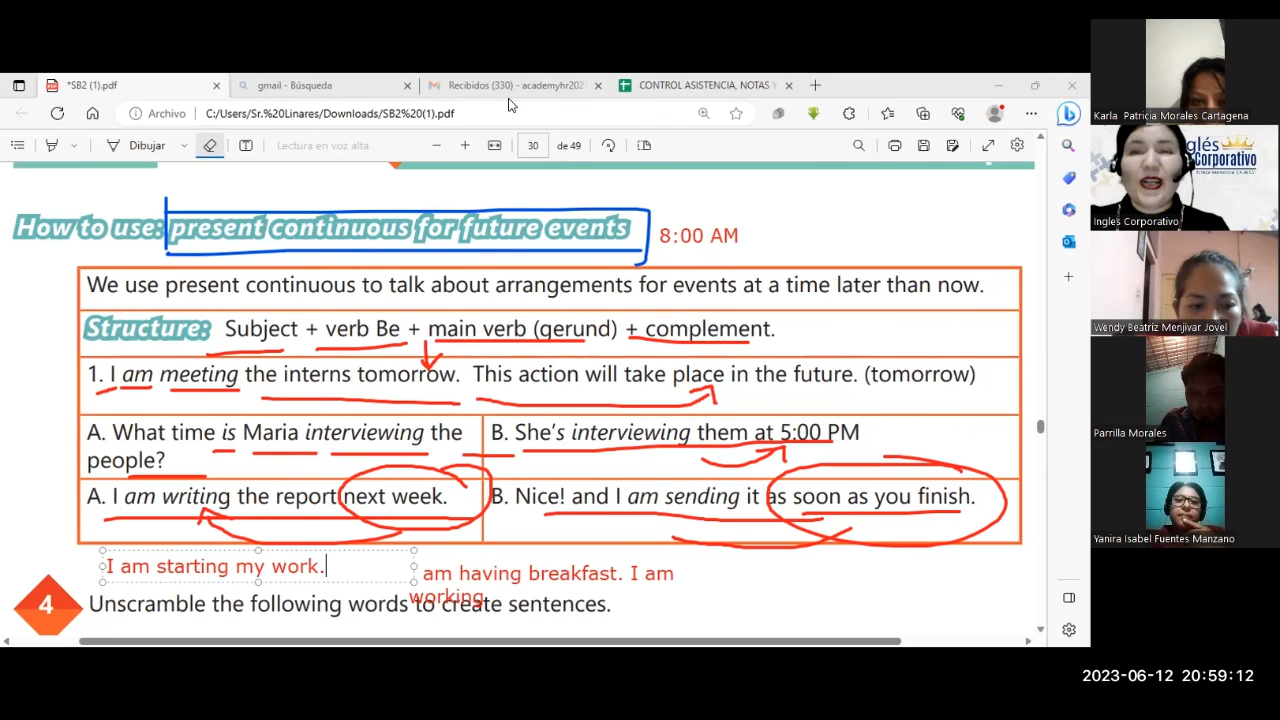 *SB2 (1).pdf
gmail - Búsqueda
Recibidos (330) - academyhr202
CONTROL ASISTENCIA, NOTAS Y
Archivo
C:/Users/Sr.%20Linares/Downloads/SB2%20(1).pdf
Dibujar
Lectura en voz alta
30
de 49
How to use: present continuous for future events
8:00 AM
We use present continuous to talk about arrangements for events at a time later than now.
Structure: Subject + verb Be + main verb (gerund) + complement.
1. I am meeting the interns tomorrow. This action will take place in the future. (tomorrow)
A. What time is Maria interviewing the
people?
B. She's interviewing them at 5:00 PM
A. I am writing the report next week.
B. Nice! and I am sending it as soon as you finish.
I am starting my work.
am having breakfast. I am
working
4
Unscramble the following words to create sentences.
Karla Patricia Morales Cartagena
Inglés
Corporativo
Ingles Corporativo
Wendy Beatriz Menjivar Jovel
Parrilla Morales
Yanira Isabel Fuentes Manzano
2023-06-12 20:59:12